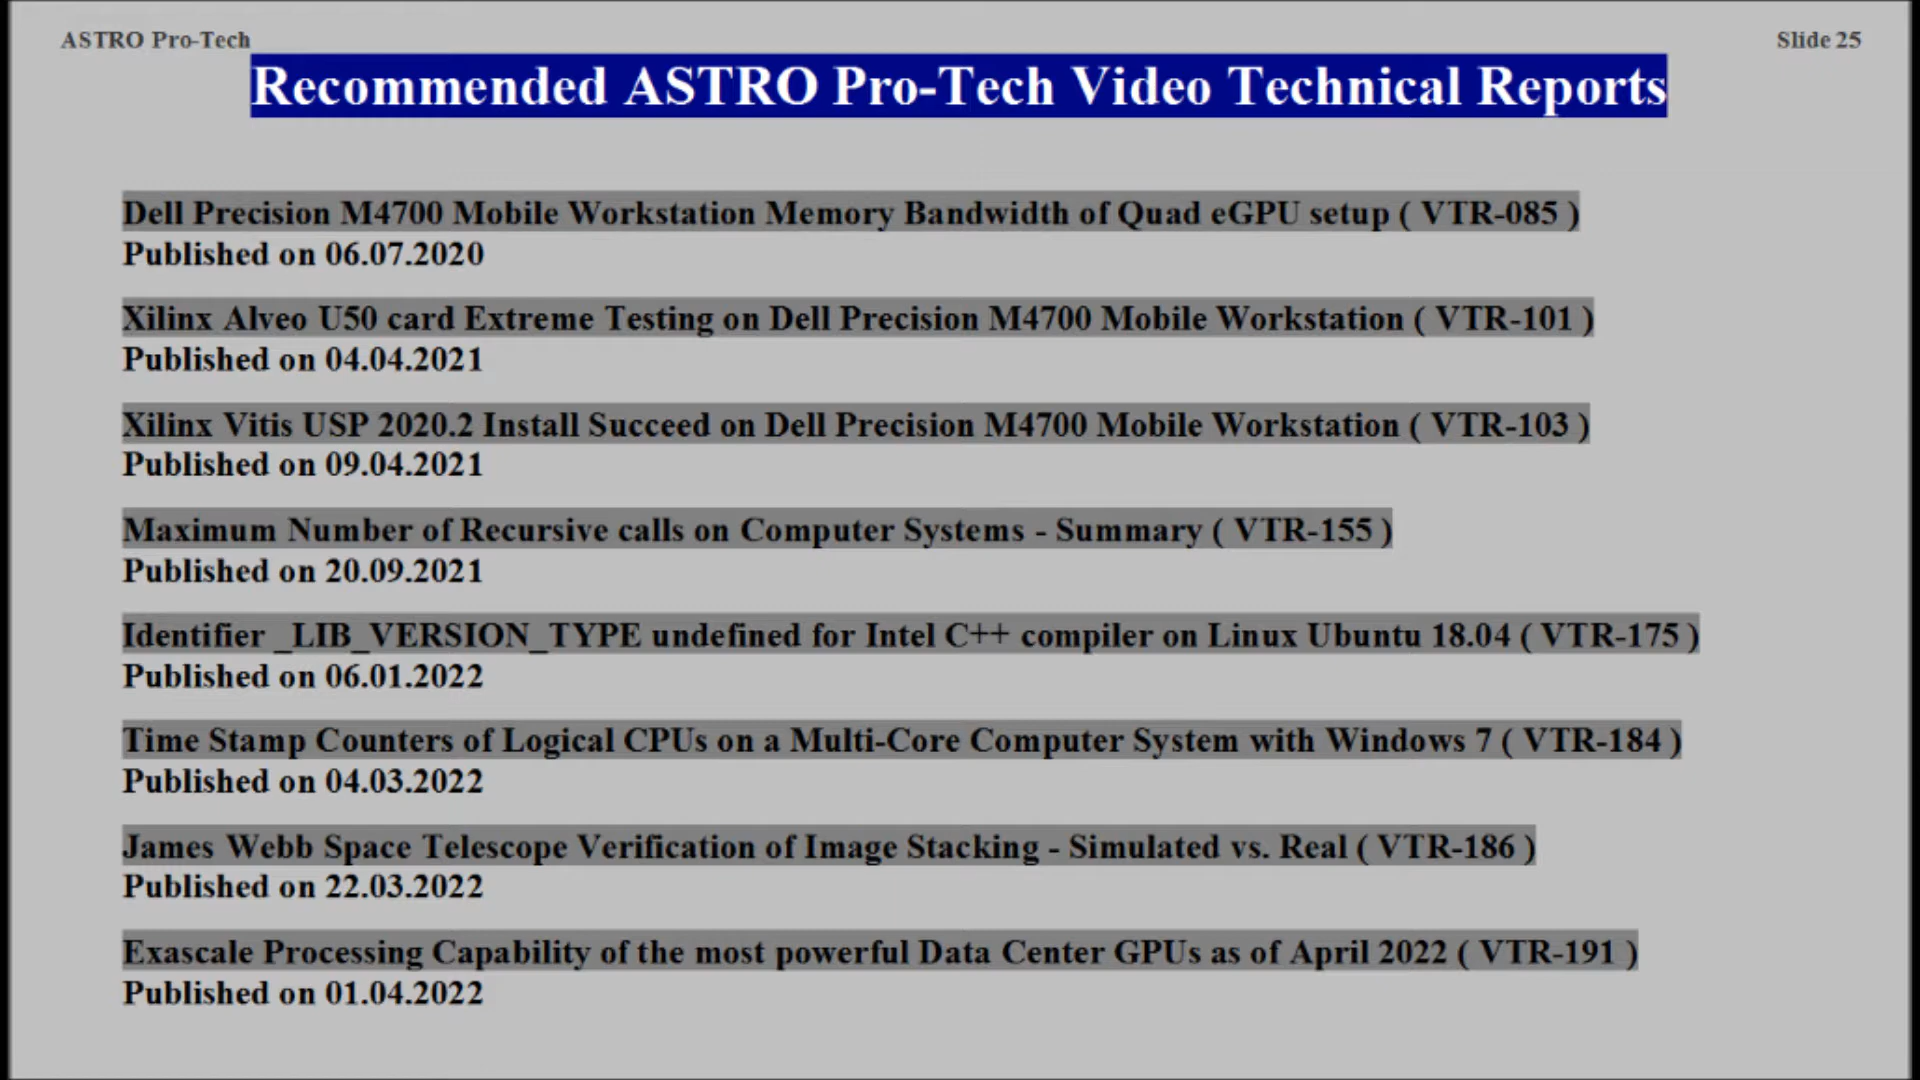 ASTRO Pro-Tech
Slide 25
Recommended ASTRO Pro-Tech Video Technical Reports
Dell Precision M4700 Mobile Workstation Memory Bandwidth of Quad eGPU setup ( VTR-085 )
Published on 06.07.2020
Xilinx Alveo U50 card Extreme Testing on Dell Precision M4700 Mobile Workstation ( VTR-101 )
Published on 04.04.2021
Xilinx Vitis USP 2020.2 Install Succeed on Dell Precision M4700 Mobile Workstation ( VTR-103 )
Published on 09.04.2021
Maximum Number of Recursive calls on Computer Systems - Summary ( VTR-155 )
Published on 20.09.2021
Identifier _LIB_VERSION_TYPE undefined for Intel C++ compiler on Linux Ubuntu 18.04 ( VTR-175 )
Published on 06.01.2022
Time Stamp Counters of Logical CPUs on a Multi-Core Computer System with Windows 7 ( VTR-184 )
Published on 04.03.2022
James Webb Space Telescope Verification of Image Stacking - Simulated vs. Real ( VTR-186 )
Published on 22.03.2022
Exascale Processing Capability of the most powerful Data Center GPUs as of April 2022 ( VTR-191 )
Published on 01.04.2022